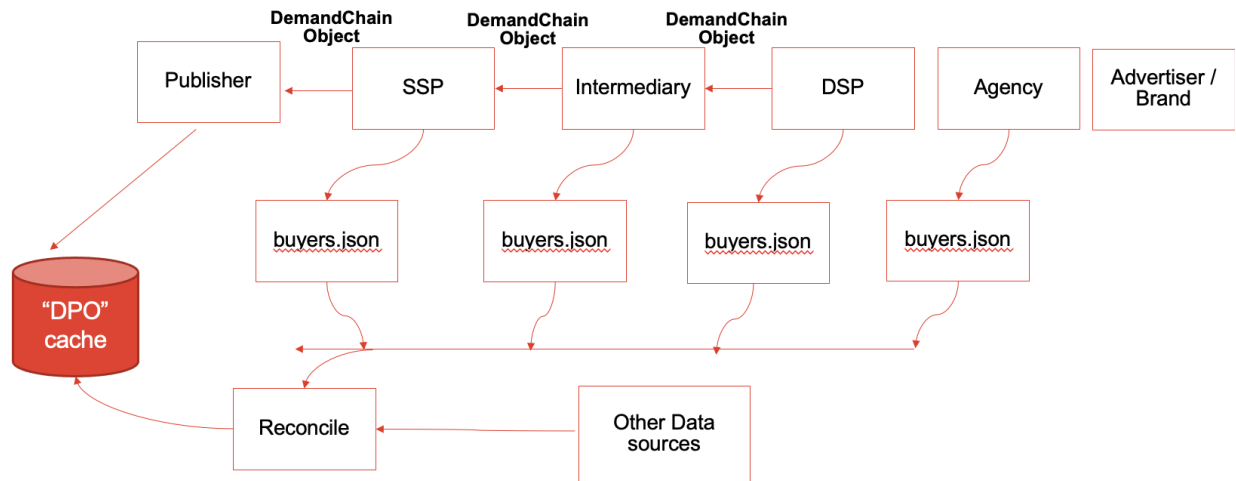 DemandChain
Object
DemandChain
Object
DemandChain
Object
Publisher
SSP
Intermediary
DSP
Agency
Advertiser /
Brand
buyers.json
buyers.json
buyers.json
buyers.json
“DPO”
cache
Reconcile
Other Data
sources